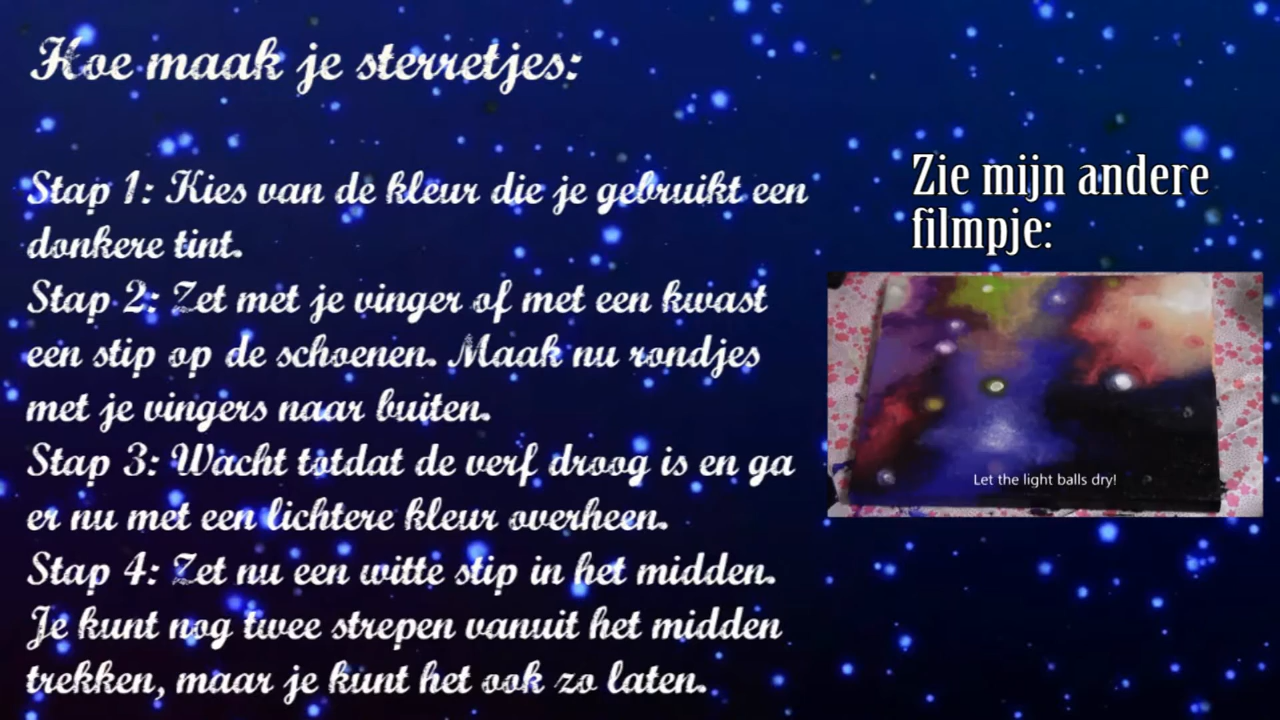 Hoe maak je sterretjes:
Stap 1: Kies van de kleur die je gebruikt een
donkere tint.
Stap 2: Zet met je vinger of met een kwast
een stip op de schoenen. Maak nu rondjes
met je vingers naar buiten.
Stap 3: Wacht totdat de verf droog is en ga
er nu met een lichtere kleur overheen.
Stap 4: Zet nu een witte stip in het midden.
Je kunt nog twee strepen vanuit het midden
trekken, maar je kunt het ook zo laten.
Zie mijn andere
filmpje:
Let the light balls dry!